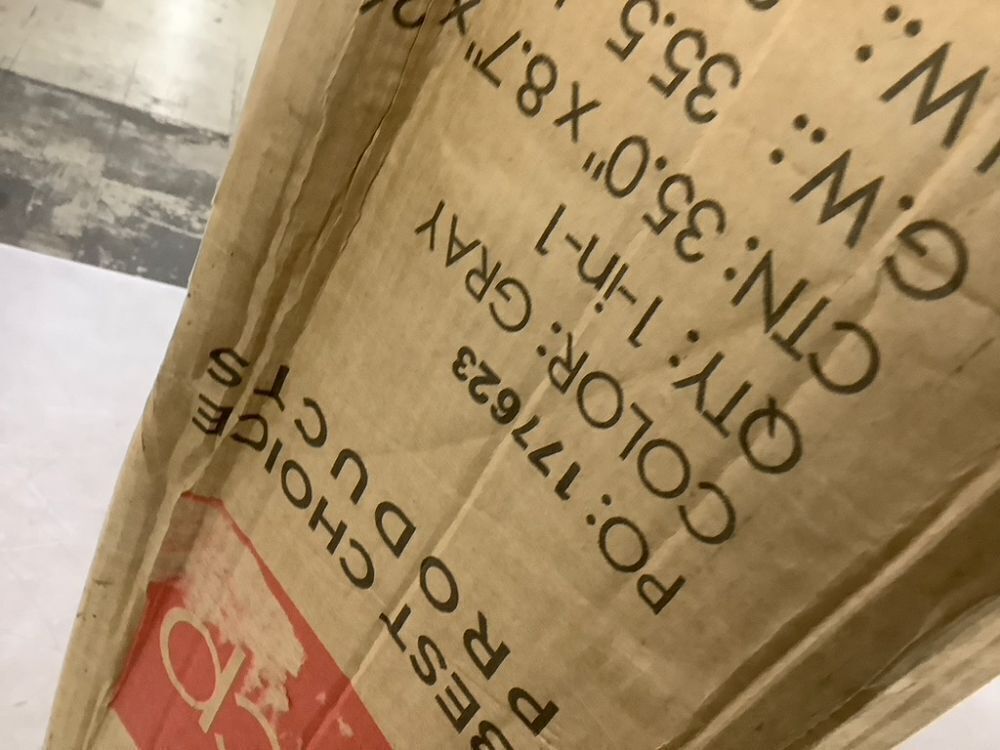 BEST CHOICE
PRODUCTS
PO: 177623
COLOR: GRAY
QTY: 1-in-1
CTN: 35.0" X 8.7" X
G.W.: 35.5